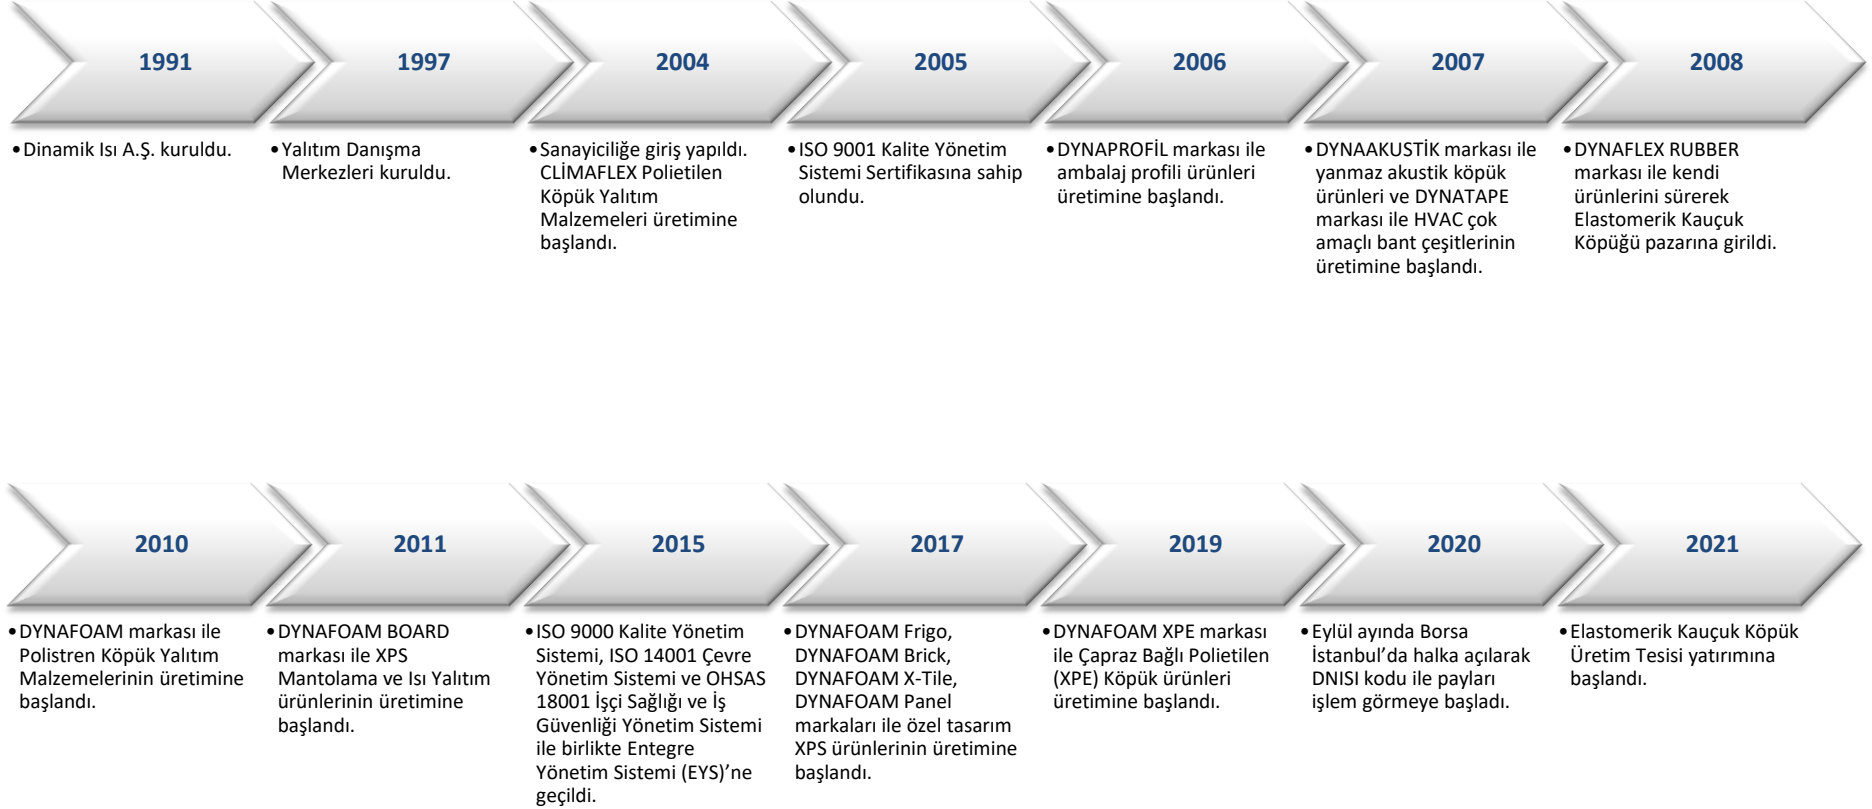 1991
1997
2004
2005
2006
2007
2008
•Dinamik Isı A.Ş. kuruldu.
•Yalıtım Danışma
Merkezleri kuruldu.
•Sanayiciliğe giriş yapıldı.
CLİMAFLEX Polietilen
Köpük Yalıtım
Malzemeleri üretimine
başlandı.
•ISO 9001 Kalite Yönetim
Sistemi Sertifikasına sahip
olundu.
•DYNAPROFİL markası ile
ambalaj profili ürünleri
üretimine başlandı.
•DYNAAKUSTİK markası ile
yanmaz akustik köpük
ürünleri ve DYNATAPE
markası ile HVAC çok
amaçlı bant çeşitlerinin
üretimine başlandı.
•DYNAFLEX RUBBER
markası ile kendi
ürünlerini sürerek
Elastomerik Kauçuk
Köpüğü pazarına girildi.
2010
2011
2015
2017
2019
2020
2021
•DYNAFOAM markası ile
Polistren Köpük Yalıtım
Malzemelerinin üretimine
başlandı.
•DYNAFOAM BOARD
markası ile XPS
Mantolama ve Isı Yalıtım
ürünlerinin üretimine
başlandı.
•ISO 9000 Kalite Yönetim
Sistemi, ISO 14001 Çevre
Yönetim Sistemi ve OHSAS
18001 İşçi Sağlığı ve İş
Güvenliği Yönetim Sistemi
ile birlikte Entegre
Yönetim Sistemi (EYS)’ne
geçildi.
•DYNAFOAM Frigo,
DYNAFOAM Brick,
DYNAFOAM X-Tile,
DYNAFOAM Panel
markaları ile özel tasarım
XPS ürünlerinin üretimine
başlandı.
•DYNAFOAM XPE markası
ile Çapraz Bağlı Polietilen
(XPE) Köpük ürünleri
üretimine başlandı.
•Eylül ayında Borsa
İstanbul’da halka açılarak
DNISI kodu ile payları
işlem görmeye başladı.
•Elastomerik Kauçuk Köpük
Üretim Tesisi yatırımına
başlandı.